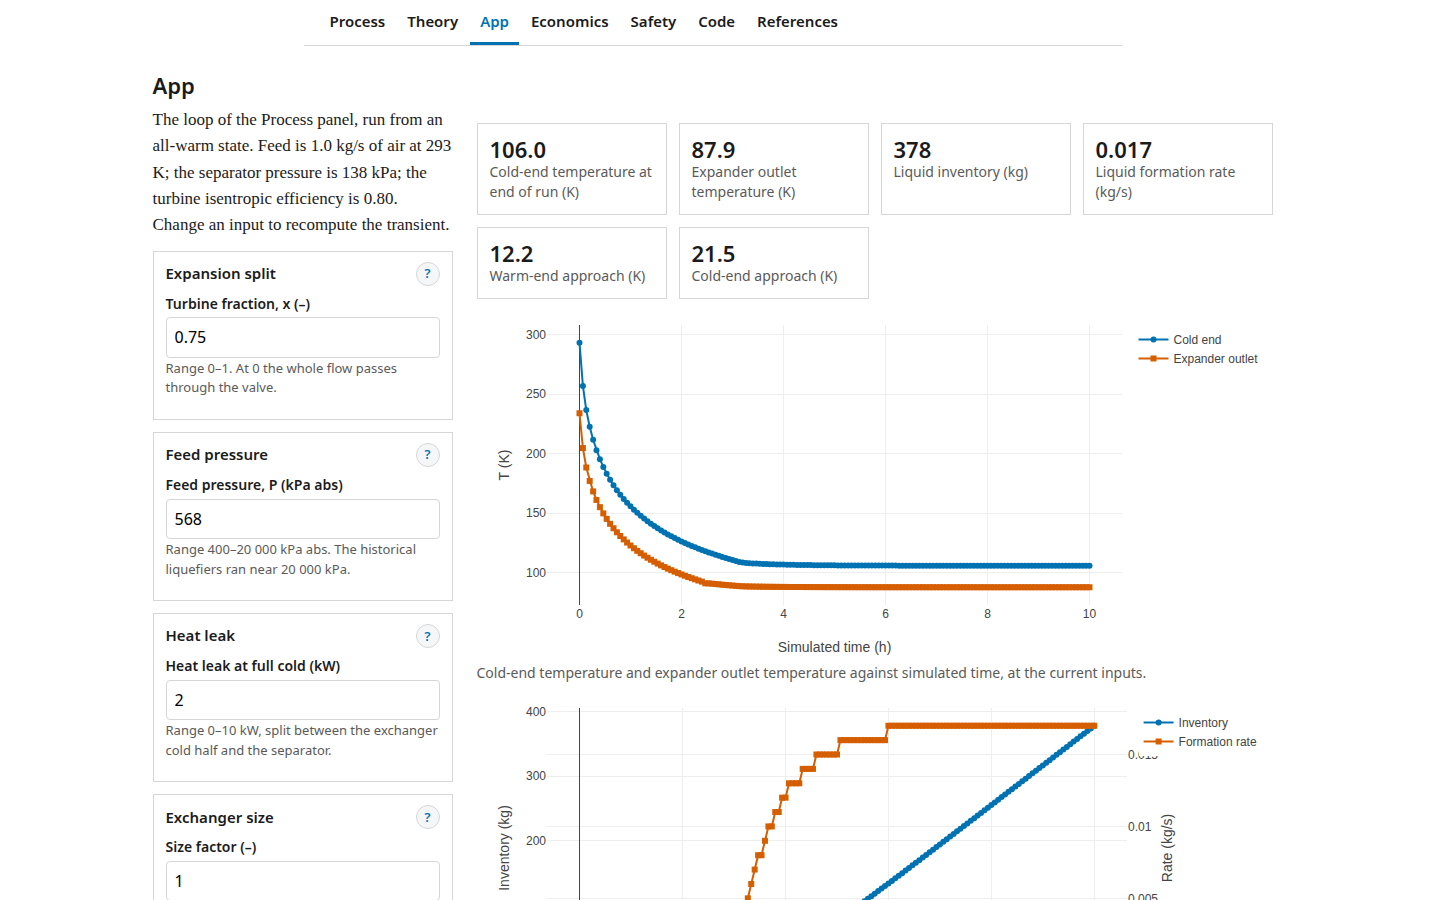 Process Theory App Economics Safety Code References
App
The loop of the Process panel, run from an
all-warm state. Feed is 1.0 kg/s of air at 293
K; the separator pressure is 138 kPa; the
turbine isentropic efficiency is 0.80.
Change an input to recompute the transient.
Expansion split ?
Turbine fraction, x (–)
0.75
Range 0–1. At 0 the whole flow passes
through the valve.
Feed pressure ?
Feed pressure, P (kPa abs)
568
Range 400–20 000 kPa abs. The historical
liquefiers ran near 20 000 kPa.
Heat leak ?
Heat leak at full cold (kW)
2
Range 0–10 kW, split between the exchanger
cold half and the separator.
Exchanger size ?
Size factor (–)
1
106.0
Cold-end temperature at
end of run (K)
87.9
Expander outlet
temperature (K)
378
Liquid inventory (kg)
0.017
Liquid formation rate
(kg/s)
12.2
Warm-end approach (K)
21.5
Cold-end approach (K)
300
250
200
150
100
T (K)
0 2 4 6 8 10
Simulated time (h)
Cold end
Expander outlet
Cold-end temperature and expander outlet temperature against simulated time, at the current inputs.
400
300
200
Inventory (kg)
Inventory
Formation rate
0.015
0.01
0.005
Rate (kg/s)